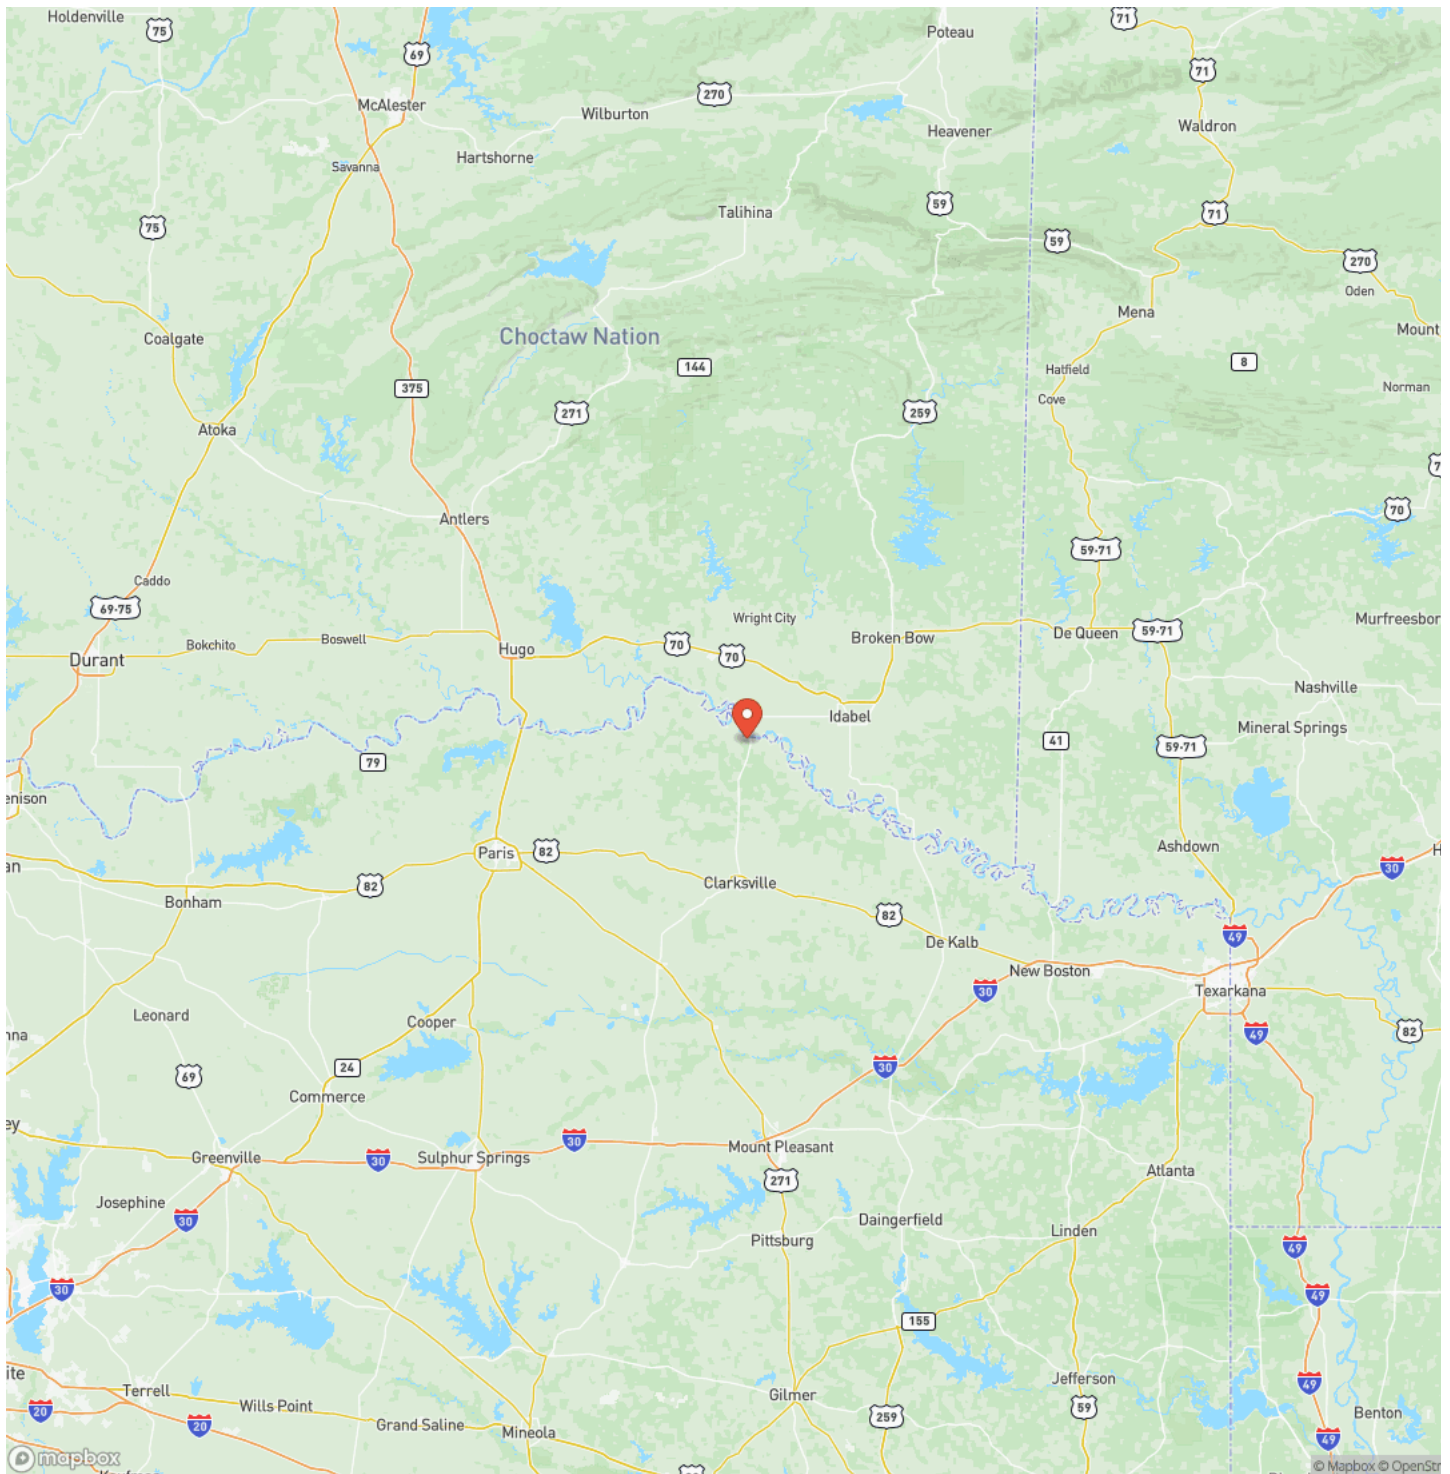 Holdenville
75
69
71
Poteau
71
270
McAlester
Wilburton
Waldron
Heavener
Savanna
Hartshorne
59
71
Talihina
75
59
270
Oden
Mena
Choctaw Nation
Coalgate
Mount
144
8
Hatfield
375
Norman
Cove
271
259
Atoka
70
Antlers
59-71
Caddo
69-75
Wright City
Murfreesbor
59-71
Broken Bow
De Queen
Boswell
Bokchito
70
70
Hugo
Durant
Nashville
Idabel
Mineral Springs
41
59-71
79
enison
Ashdown
Paris
82
an
30
Clarksville
82
Bonham
82
49
De Kalb
New Boston
30
Texarkana
Leonard
Cooper
nna
49
82
24
30
69
Commerce
ey
30
Mount Pleasant
Greenville
30
Sulphur Springs
Atlanta
271
Josephine
30
Daingerfield
Linden
Pittsburg
49
30
49
155
ite
Jefferson
49
Terrell
Gilmer
Wills Point
59
20
259
Benton
20
Grand Saline
Mineola
49
mapbox
© Mapbox © OpenStr